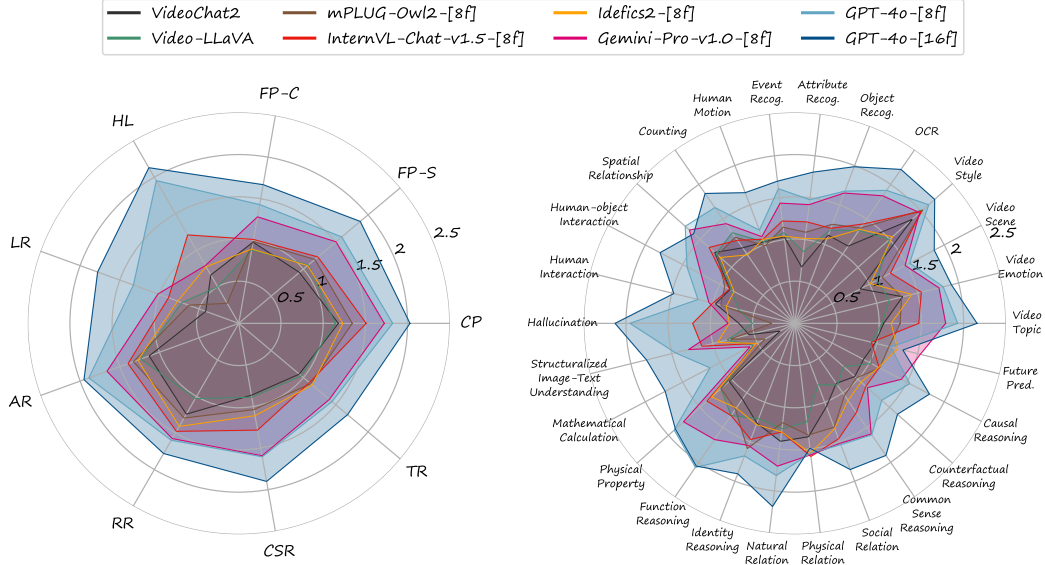 VideoChat2
mPLUG-Owl2-[8f]
Idefics2-[8f]
GPT-4o-[8f]
Video-LLaVA
InternVL-Chat-v1.5-[8f]
Gemini-Pro-v1.0-[8f]
GPT-4o-[16f]
FP-C
HL
FP-S
LR
2.5
2
1.5
1
0.5
CP
AR
TR
RR
CSR
Event
Recog.
Attribute
Recog.
Human
Motion
Object
Recog.
Counting
OCR
Spatial
Relationship
Video
Style
Human-object
Interaction
Video
Scene
2.5
2
1.5
1
0.5
Human
Interaction
Video
Emotion
Hallucination
Video
Topic
Structuralized
Image-Text
Understanding
Future
Pred.
Mathematical
Calculation
Causal
Reasoning
Physical
Property
Counterfactual
Reasoning
Function
Reasoning
Common
Sense
Reasoning
Identity
Reasoning
Social
Relation
Natural
Relation
Physical
Relation